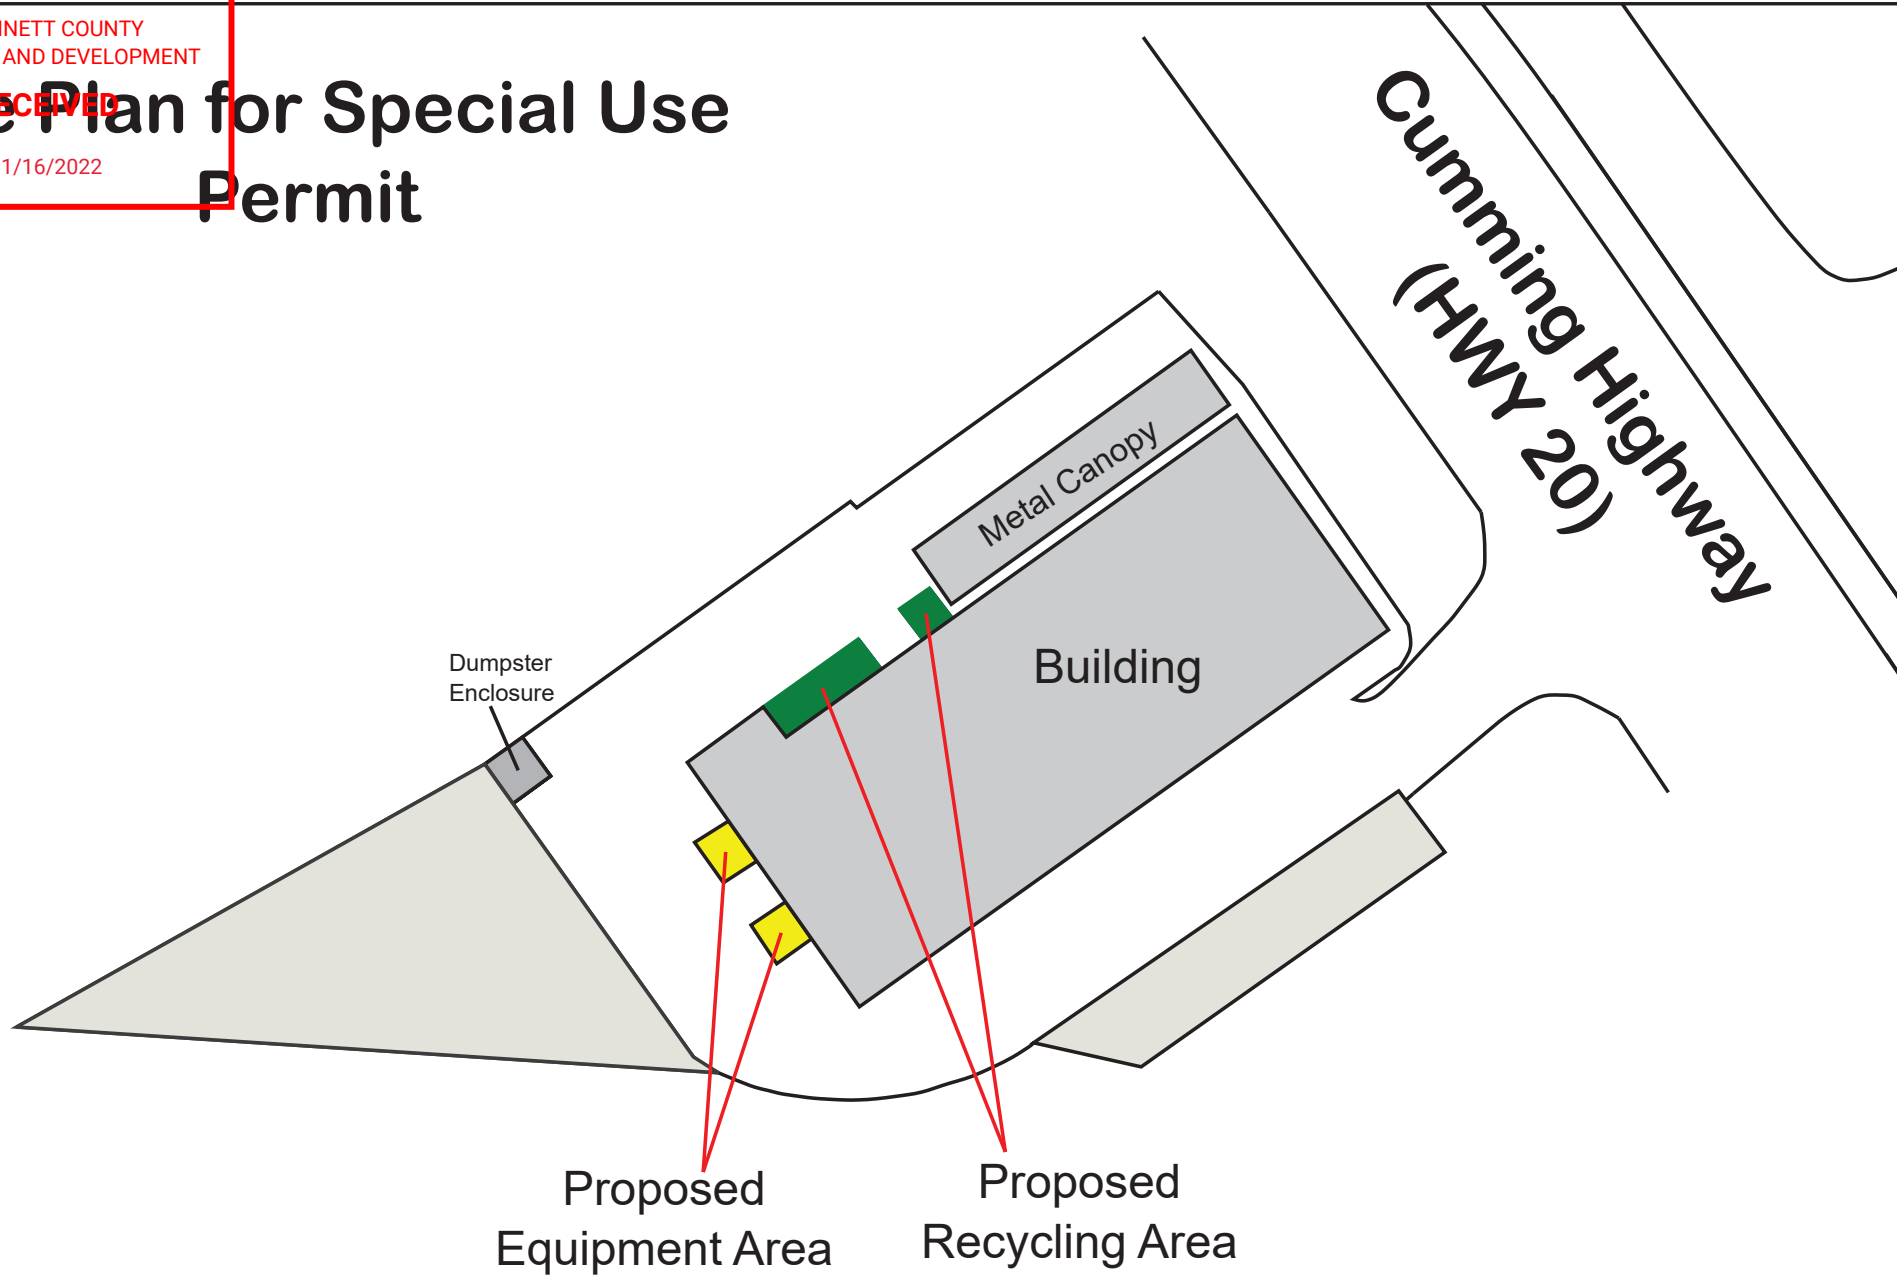 NNETT COUNTY
AND DEVELOPMENT
ECEIVED
1/16/2022
e Plan for Special Use
Permit
Cumming Highway
(HWY 20)
Metal Canopy
Building
Dumpster
Enclosure
Proposed
Equipment Area
Proposed
Recycling Area